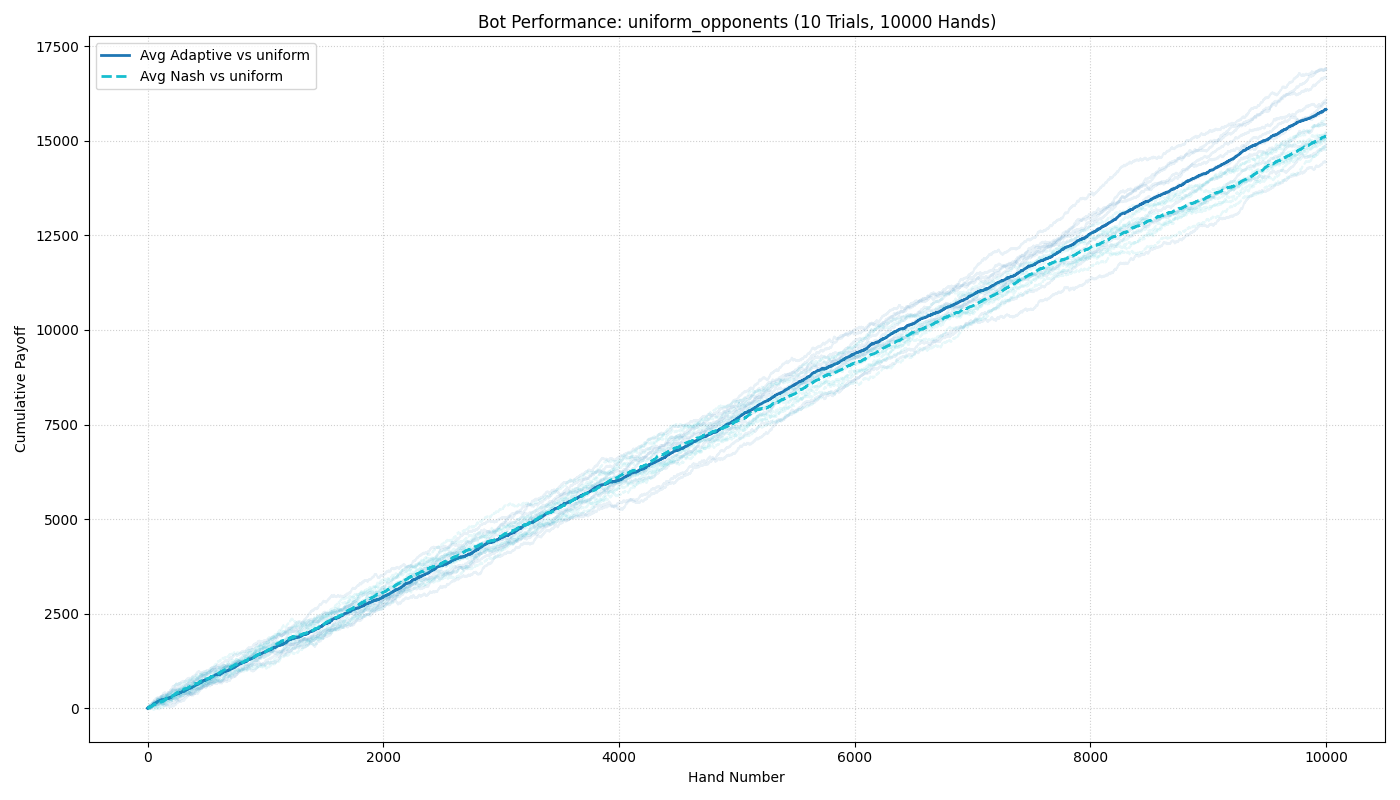 Bot Performance: uniform_opponents (10 Trials, 10000 Hands)
Avg Adaptive vs uniform
Avg Nash vs uniform
17500
15000
12500
10000
7500
5000
2500
0
Cumulative Payoff
0 2000 4000 6000 8000 10000
Hand Number